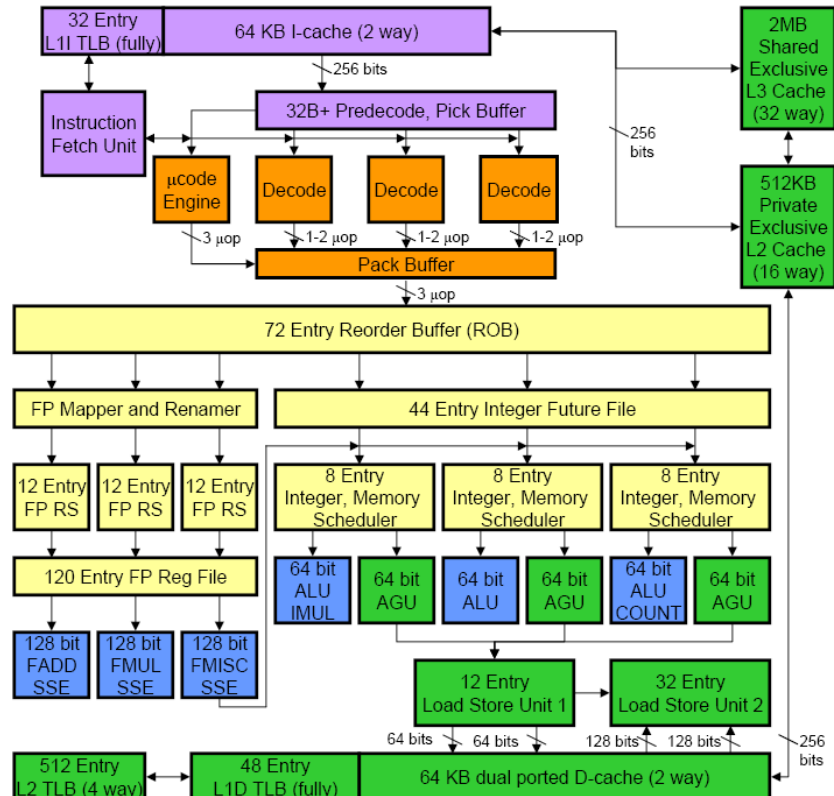 32 Entry
L1I TLB (fully)
64 KB I-cache (2 way)
2MB
Shared
Exclusive
L3 Cache
(32 way)
256 bits
Instruction
Fetch Unit
32B+ Predecode, Pick Buffer
256
bits
μcode
Engine
Decode
Decode
Decode
512KB
Private
Exclusive
L2 Cache
(16 way)
3 μop
1-2 μop
1-2 μop
1-2 μop
Pack Buffer
3 μop
72 Entry Reorder Buffer (ROB)
FP Mapper and Renamer
44 Entry Integer Future File
12 Entry
FP RS
12 Entry
FP RS
12 Entry
FP RS
8 Entry
Integer, Memory
Scheduler
8 Entry
Integer, Memory
Scheduler
8 Entry
Integer, Memory
Scheduler
120 Entry FP Reg File
64 bit
ALU
IMUL
64 bit
AGU
64 bit
ALU
64 bit
AGU
64 bit
ALU
COUNT
64 bit
AGU
128 bit
FADD
SSE
128 bit
FMUL
SSE
128 bit
FMISC
SSE
12 Entry
Load Store Unit 1
32 Entry
Load Store Unit 2
64 bits
64 bits
128 bits
128 bits
256
bits
512 Entry
L2 TLB (4 way)
48 Entry
L1D TLB (fully)
64 KB dual ported D-cache (2 way)